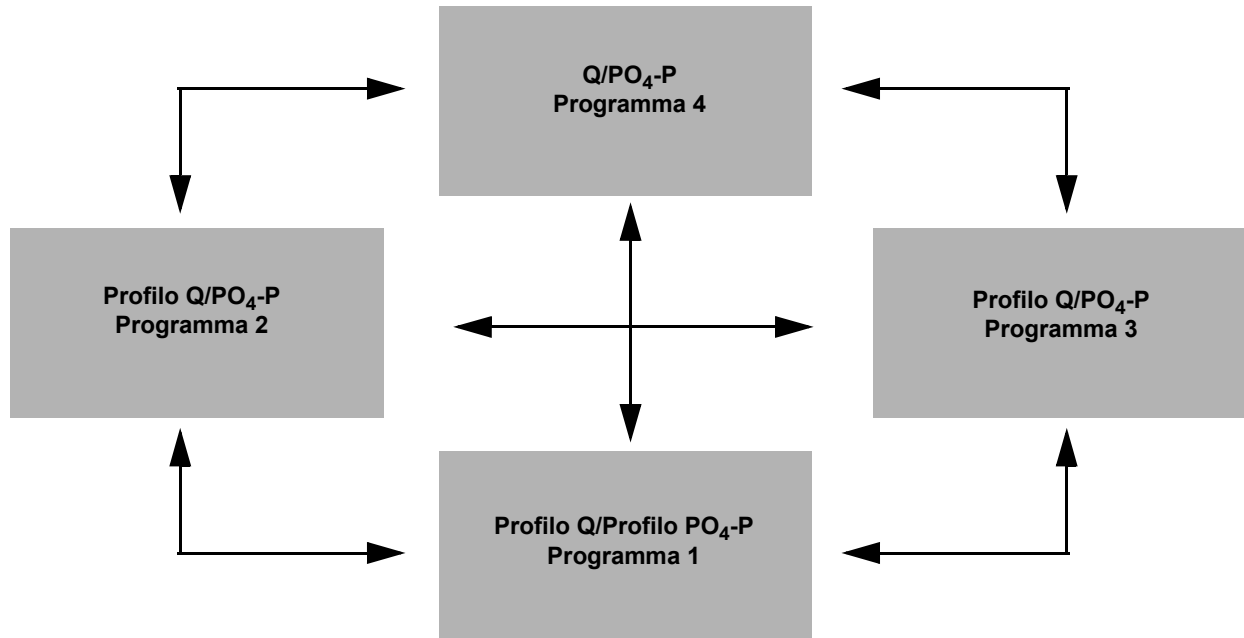 Q/PO₄-P
Programma 4
Profilo Q/PO₄-P
Programma 2
Profilo Q/PO₄-P
Programma 3
Profilo Q/Profilo PO₄-P
Programma 1